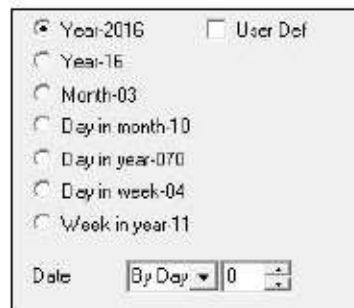 Year-2016 User Def
Year-16
Month-03
Day in month-10
Day in year-070
Day in week-04
Week in year-11
Date By Day 0